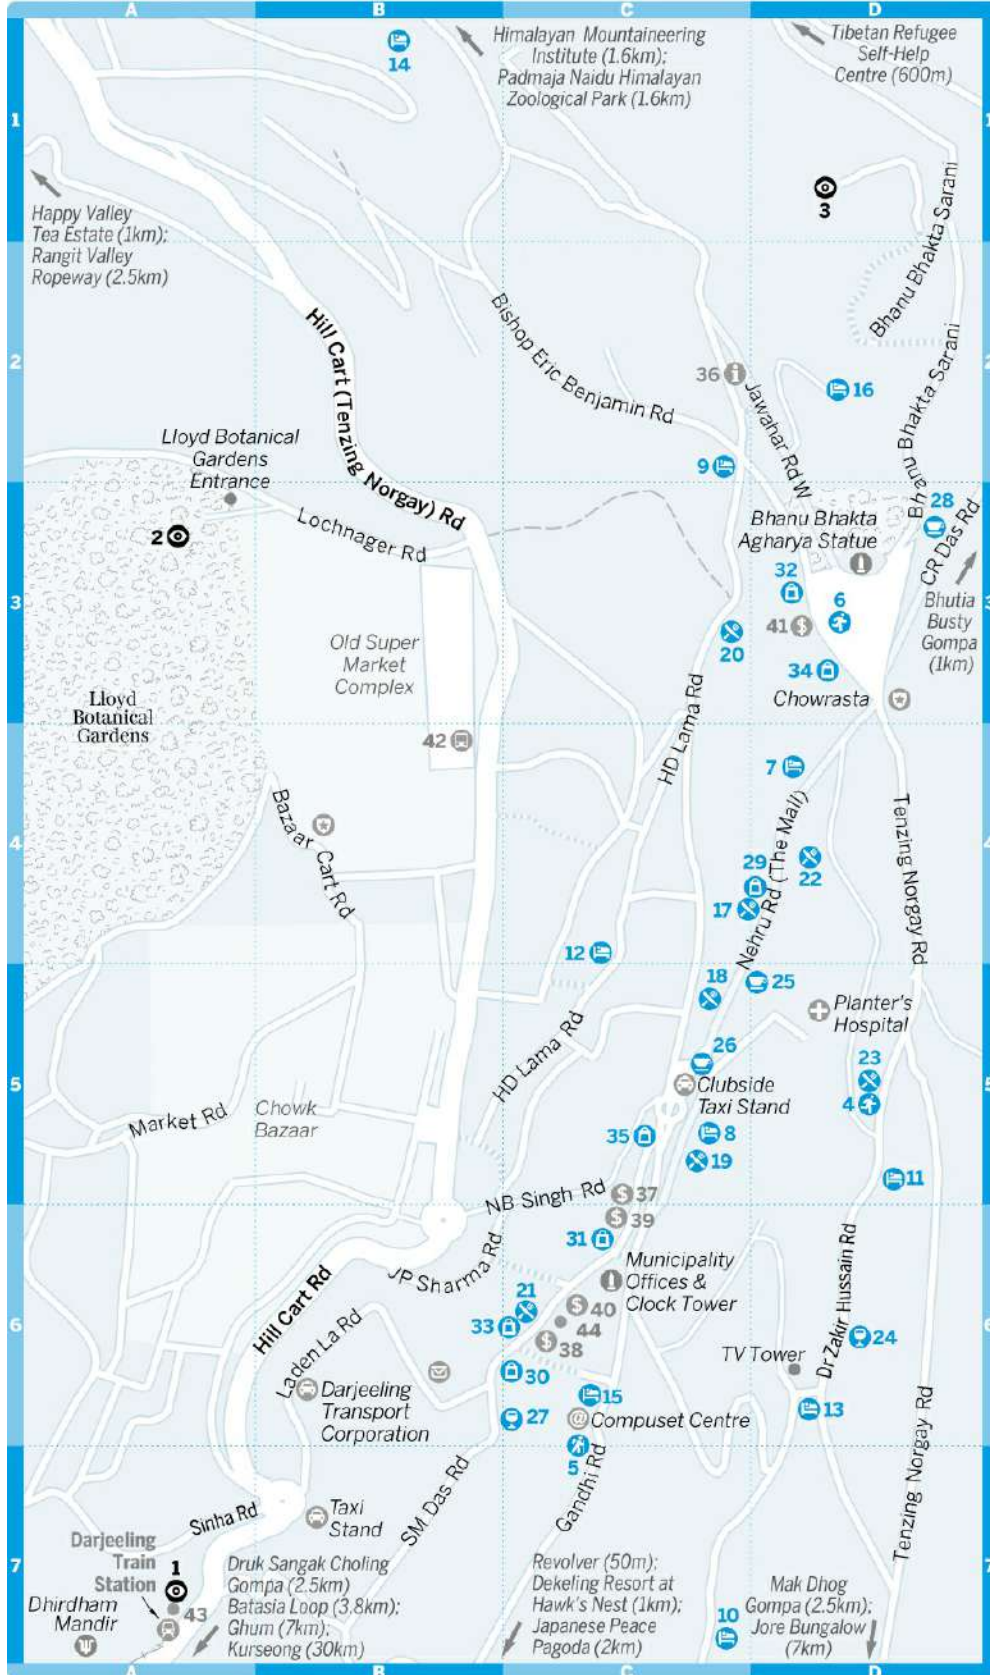 A
B
C
D
Himalayan Mountaineering
Institute (1.6km);
Padmaja Naidu Himalayan
Zoological Park (1.6km)
Tibetan Refugee
Self-Help
Centre (600m)
14
1
1
3
Happy Valley
Tea Estate (1km);
Rangit Valley
Ropeway (2.5km)
Bhanu Bhakta Sarani
Bhanu Bhakta Sarani
Bhanu Bhakta Sarani
Hill Cart (Tenzing Norgay) Rd
Bishop Eric Benjamin Rd
2
2
36
Jawahar Rd W
16
9
Lloyd Botanical
Gardens
Entrance
2
Lochnager Rd
28
CR Das Rd
Bhanu Bhakta
Agharya Statue
32
6
41
3
3
Bhutia
Busty
Gompa
(1km)
20
34
Chowrasta
Old Super
Market
Complex
Lloyd
Botanical
Gardens
HD Lama Rd
42
7
Bazaar Cart Rd
Nehru Rd (The Mall)
Tenzing Norgay Rd
4
4
29
22
17
12
18
25
Planter's
Hospital
HD Lama Rd
26
23
5
5
Clubside
Taxi Stand
4
Market Rd
Chowk
Bazaar
35
8
19
11
NB Singh Rd
37
39
31
JP Sharma Rd
Hill Cart Rd
Municipality
Offices &
Clock Tower
Dr Zakir Hussain Rd
21
40
33
44
38
6
6
24
Laden La Rd
TV Tower
30
15
13
Darjeeling
Transport
Corporation
27
Compuset Centre
5
SM Das Rd
Gandhi Rd
Tenzing Norgay Rd
Sinha Rd
Taxi
Stand
Darjeeling
Train
Station
1
7
7
Dhirdham
Mandir
43
Druk Sangak Choling
Gompa (2.5km)
Batasia Loop (3.8km);
Ghum (7km);
Kurseong (30km)
Revolver (50m);
Dekeling Resort at
Hawk's Nest (1km);
Japanese Peace
Pagoda (2km)
10
Mak Dhog
Gompa (2.5km);
Jore Bungalow
(7km)
A
B
C
D